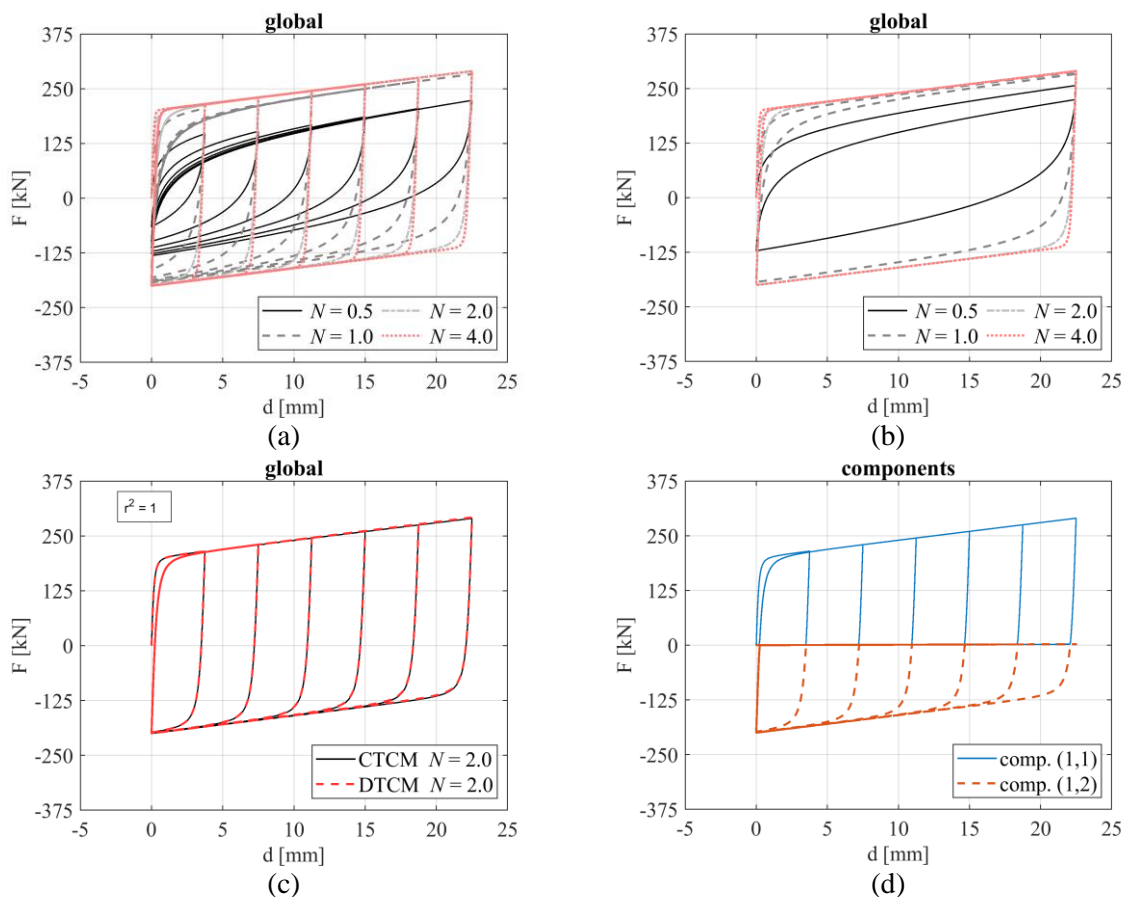 global
375
250
125
0
-125
-250
-375
F [kN]
N = 0.5
N = 2.0
N = 1.0
N = 4.0
-5 0 5 10 15 20 25
d [mm]
(a)
global
375
250
125
0
-125
-250
-375
F [kN]
N = 0.5
N = 2.0
N = 1.0
N = 4.0
-5 0 5 10 15 20 25
d [mm]
(b)
global
375
250
125
0
-125
-250
-375
F [kN]
r² = 1
CTCM N = 2.0
DTCM N = 2.0
-5 0 5 10 15 20 25
d [mm]
(c)
components
375
250
125
0
-125
-250
-375
F [kN]
comp. (1,1)
comp. (1,2)
-5 0 5 10 15 20 25
d [mm]
(d)